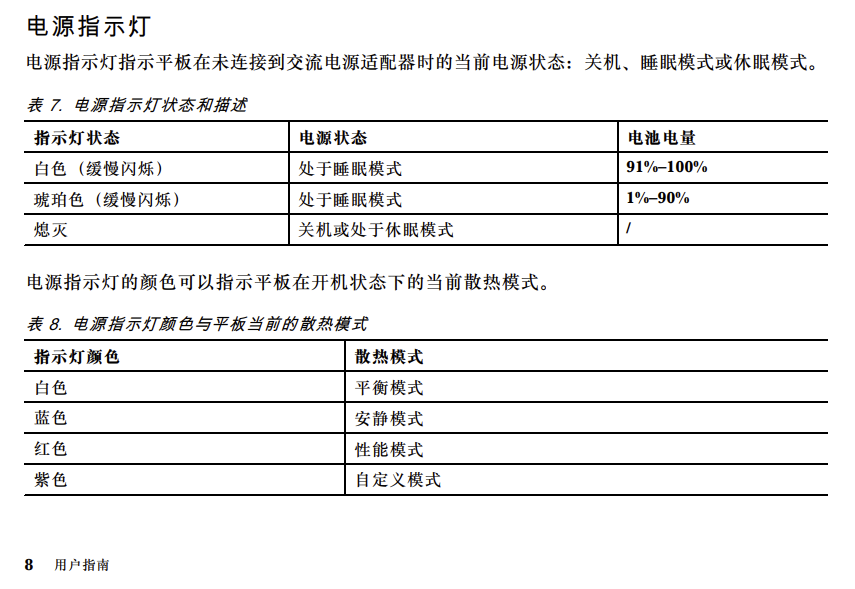 电源指示灯
电源指示灯指示平板在未连接到交流电源适配器时的当前电源状态：关机、睡眠模式或休眠模式。
表 7. 电源指示灯状态和描述
指示灯状态 电源状态 电池电量
白色（缓慢闪烁） 处于睡眠模式 91%–100%
琥珀色（缓慢闪烁） 处于睡眠模式 1%–90%
熄灭 关机或处于休眠模式 /
电源指示灯的颜色可以指示平板在开机状态下的当前散热模式。
表 8. 电源指示灯颜色与平板当前的散热模式
指示灯颜色 散热模式
白色 平衡模式
蓝色 安静模式
红色 性能模式
紫色 自定义模式
8 用户指南